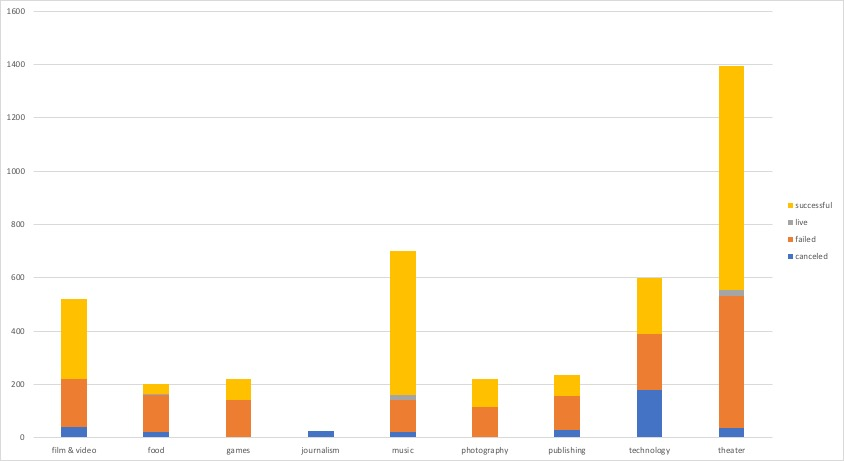 1600
1400
1200
1000
800
600
400
200
0
film & video food games journalism music photography publishing technology theater
successful
live
failed
canceled